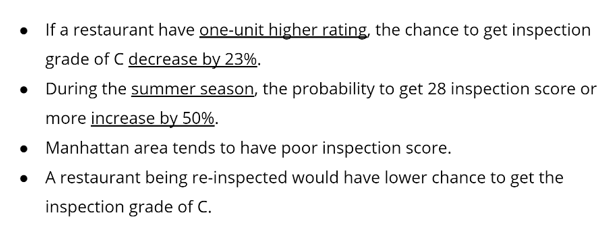 • If a restaurant have one-unit higher rating, the chance to get inspection
grade of C decrease by 23%.
• During the summer season, the probability to get 28 inspection score or
more increase by 50%.
• Manhattan area tends to have poor inspection score.
• A restaurant being re-inspected would have lower chance to get the
inspection grade of C.